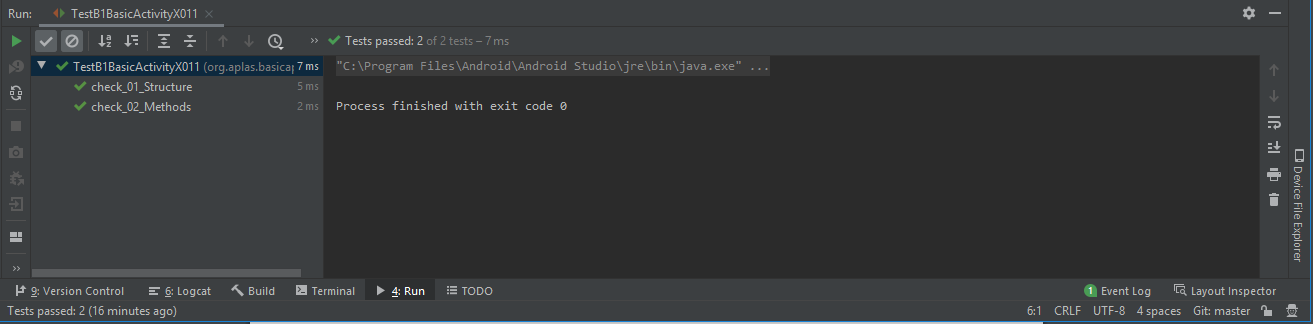 Run: TestB1BasicActivityX011
Tests passed: 2 of 2 tests – 7 ms
TestB1BasicActivityX011 (org.aplas.basicap 7 ms
check_01_Structure 5 ms
check_02_Methods 2 ms
"C:\Program Files\Android\Android Studio\jre\bin\java.exe" ...
Process finished with exit code 0
Device File Explorer
9: Version Control 6: Logcat Build Terminal 4: Run TODO 1 Event Log Layout Inspector
Tests passed: 2 (16 minutes ago) 6:1 CRLF UTF-8 4 spaces Git: master